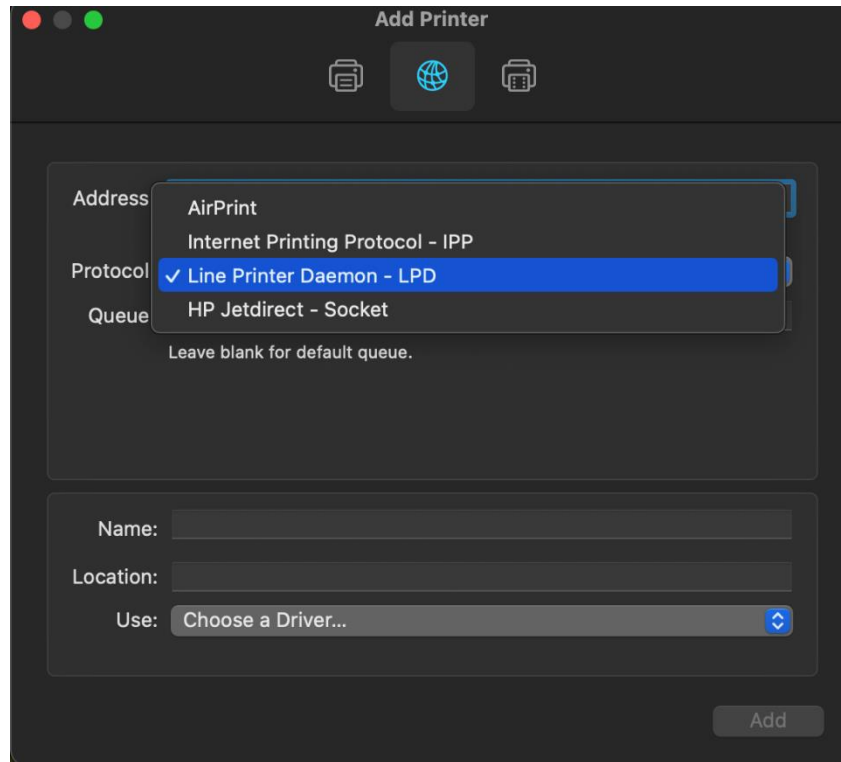 Add Printer
Address
AirPrint
Internet Printing Protocol - IPP
Protocol
✓ Line Printer Daemon - LPD
Queue
HP Jetdirect - Socket
Leave blank for default queue.
Name:
Location:
Use: Choose a Driver...
Add